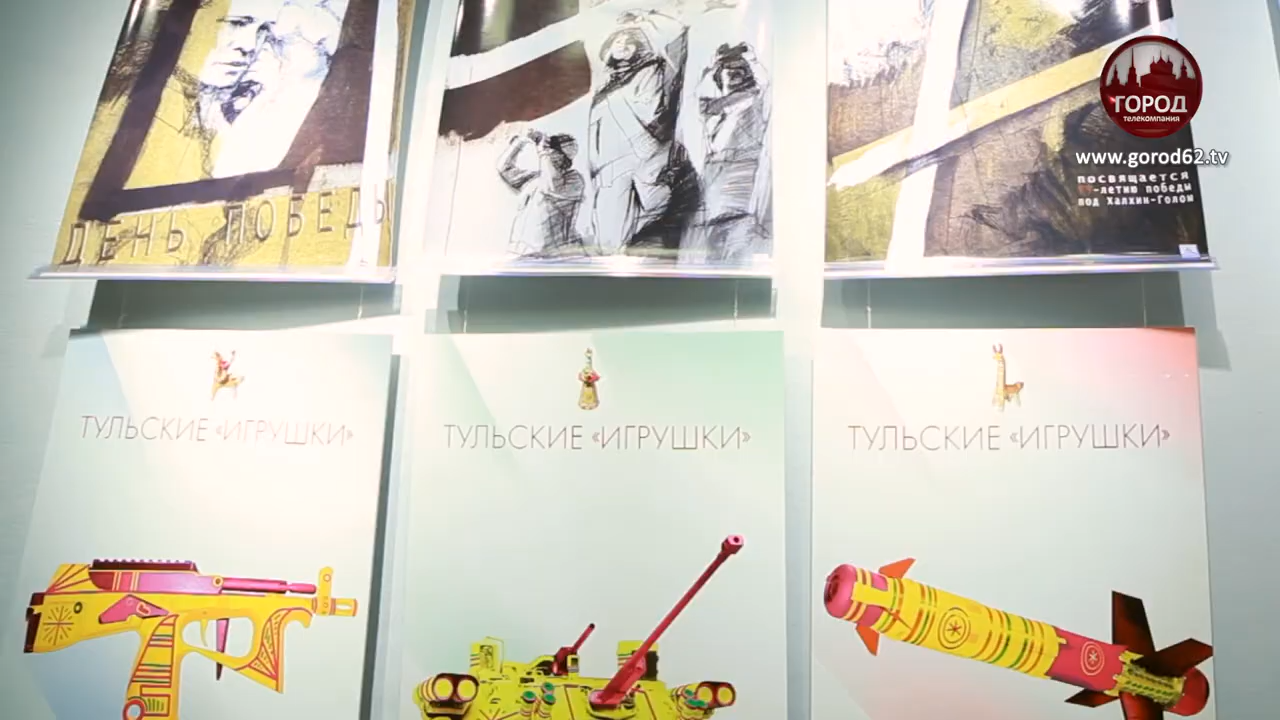 ГОРОД
телекомпания
www.gorod62.tv
посвящается
-летию победы
под Халхин-Голом
ДЕНЬ ПОБЕДЫ
ТУЛЬСКИЕ «ИГРУШКИ»
ТУЛЬСКИЕ «ИГРУШКИ»
ТУЛЬСКИЕ «ИГРУШКИ»